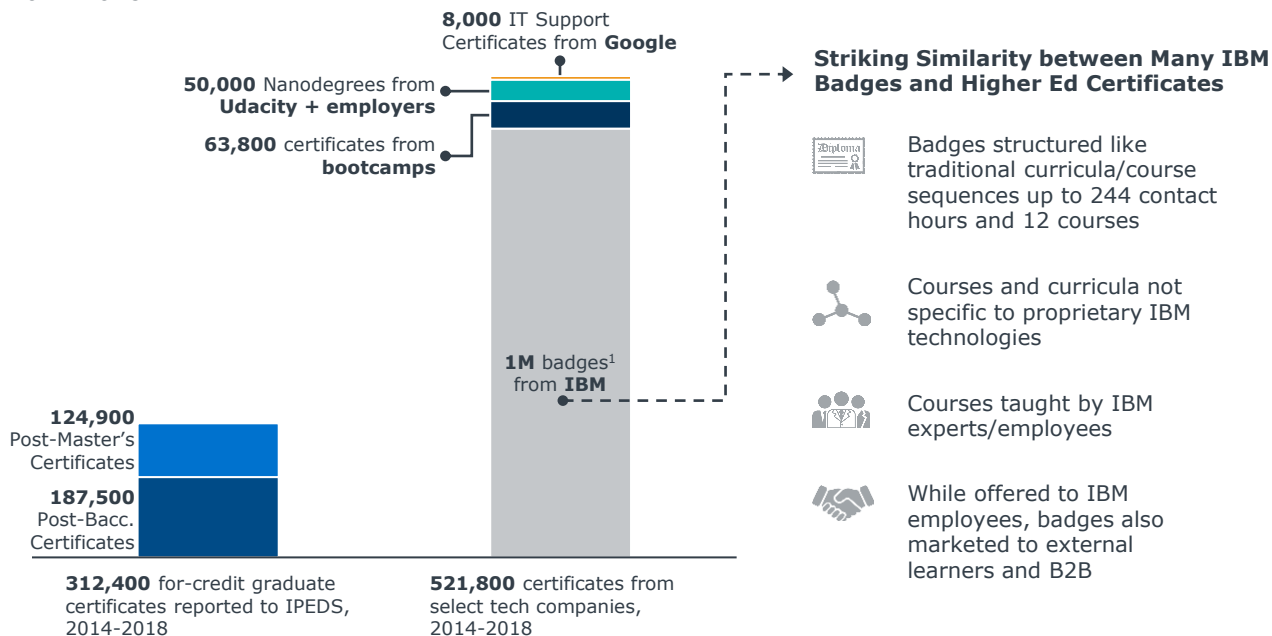 8,000 IT Support
Certificates from Google
50,000 Nanodegrees from
Udacity + employers
63,800 certificates from
bootcamps
1M badges¹
from IBM
124,900
Post-Master's
Certificates
187,500
Post-Bacc.
Certificates
312,400 for-credit graduate
certificates reported to IPEDS,
2014-2018
521,800 certificates from
select tech companies,
2014-2018
Striking Similarity between Many IBM
Badges and Higher Ed Certificates
Diploma
Badges structured like
traditional curricula/course
sequences up to 244 contact
hours and 12 courses
Courses and curricula not
specific to proprietary IBM
technologies
Courses taught by IBM
experts/employees
While offered to IBM
employees, badges also
marketed to external
learners and B2B